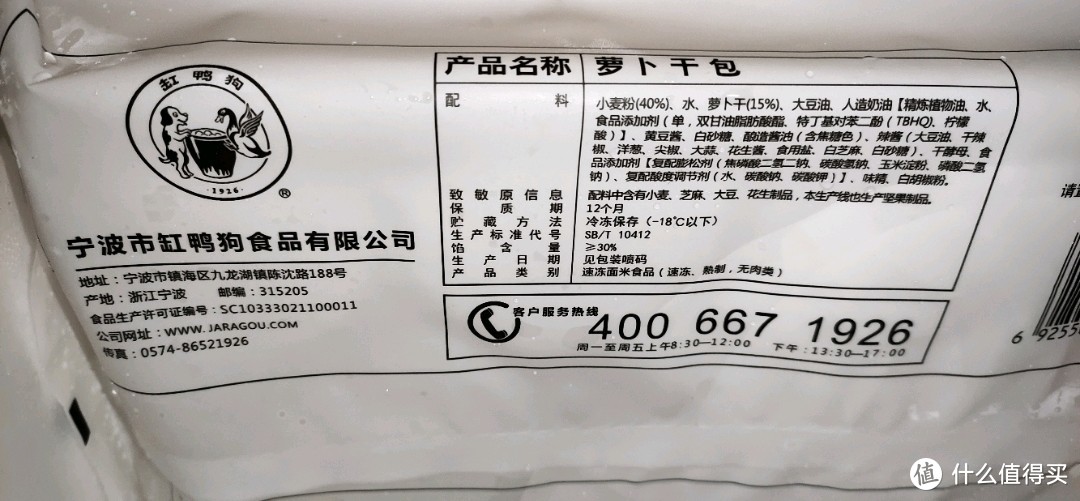 缸鸭狗
·1926·
®
宁波市缸鸭狗食品有限公司
地址：宁波市镇海区九龙湖镇陈沈路188号
产地：浙江宁波 邮编：315205
食品生产许可证编号：SC10333021100011
公司网址：WWW.JARAGOU.COM
传真：0574-86521926
产品名称 萝卜干包
配料 小麦粉(40%)、水、萝卜干(15%)、大豆油、人造奶油【精炼植物油、水、
食品添加剂（单，双甘油脂肪酸酯、特丁基对苯二酚（TBHQ)、柠檬
酸）】、黄豆酱、白砂糖、酿造酱油（含焦糖色）、辣酱（大豆油、干辣
椒、洋葱、尖椒、大蒜、花生酱、食用盐、白芝麻、白砂糖）、干酵母、食
品添加剂【复配膨松剂（焦磷酸二氢二钠、碳酸氢钠、玉米淀粉、磷酸二氢
钙）、复配酸度调节剂（水、碳酸钠、碳酸钾）】、味精、白胡椒粉。
致敏原信息 配料中含有小麦、芝麻、大豆、花生制品，本生产线也生产坚果制品。
保质期 12个月
贮藏方法 冷冻保存（-18℃以下）
生产标准代号 SB/T 10412
馅含量 ≥30%
生产日期 见包装喷码
产品类别 速冻面米食品（速冻、熟制，无肉类）
客户服务热线
400 667 1926
周一至周五上午8:30—12:00 下午：13:30—17:00
请
6 9255
值 什么值得买